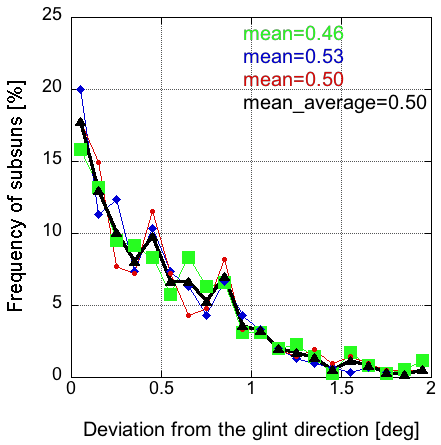 25
mean=0.46
mean=0.53
mean=0.50
mean_average=0.50
20
15
10
5
0
Frequency of subsuns [%]
0 0.5 1 1.5 2
Deviation from the glint direction [deg]